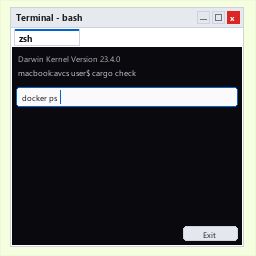 Terminal - bash
x
zsh
Darwin Kernel Version 23.4.0
macbook:avcs user$ cargo check
docker ps
Exit